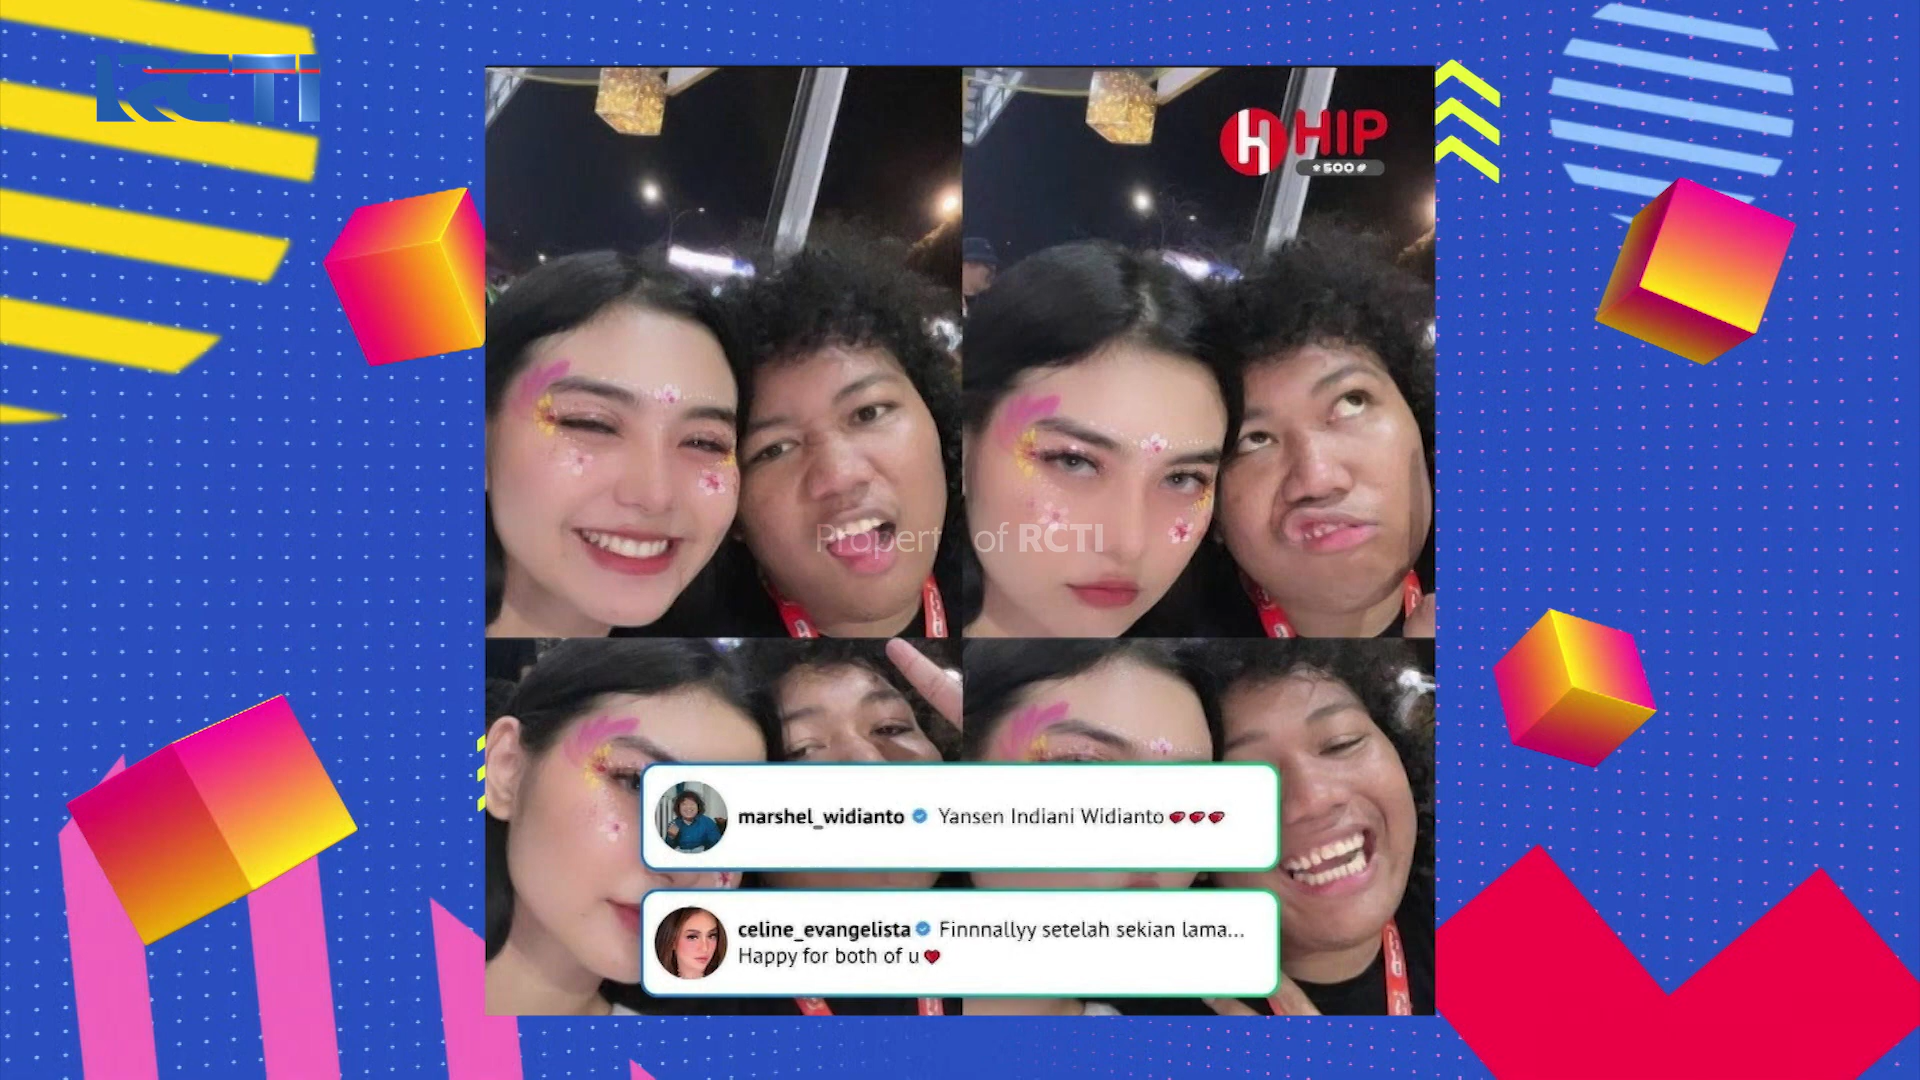 RCTI
HIP
*500#
Property of RCTI
marshel_widianto Yansen Indiani Widianto
celine_evangelista Finnnallyy setelah sekian lama...
Happy for both of u